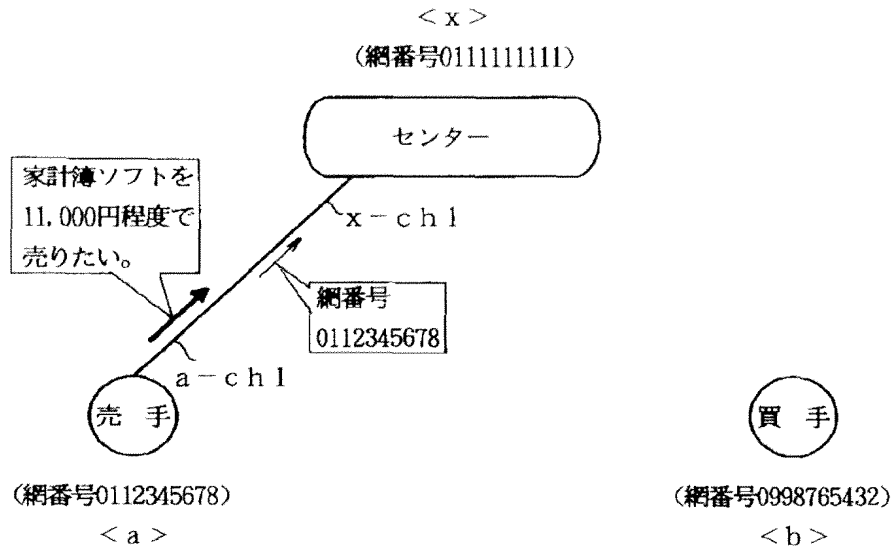 <x>
(網番号0111111111)
センター
家計簿ソフトを
11,000円程度で
売りたい。
x-ch1
網番号
0112345678
a-ch1
売 手
買 手
(網番号0112345678)
(網番号0998765432)
<a>
<b>